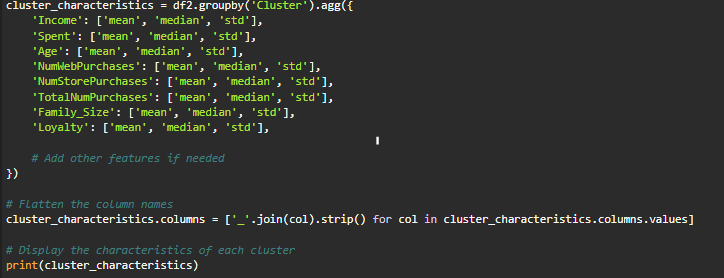 cluster_characteristics = df2.groupby('Cluster').agg({
    'Income': ['mean', 'median', 'std'],
    'Spent': ['mean', 'median', 'std'],
    'Age': ['mean', 'median', 'std'],
    'NumWebPurchases': ['mean', 'median', 'std'],
    'NumStorePurchases': ['mean', 'median', 'std'],
    'TotalNumPurchases': ['mean', 'median', 'std'],
    'Family_Size': ['mean', 'median', 'std'],
    'Loyalty': ['mean', 'median', 'std'],
    # Add other features if needed
})
# Flatten the column names
cluster_characteristics.columns = ['_'.join(col).strip() for col in cluster_characteristics.columns.values]
# Display the characteristics of each cluster
print(cluster_characteristics)